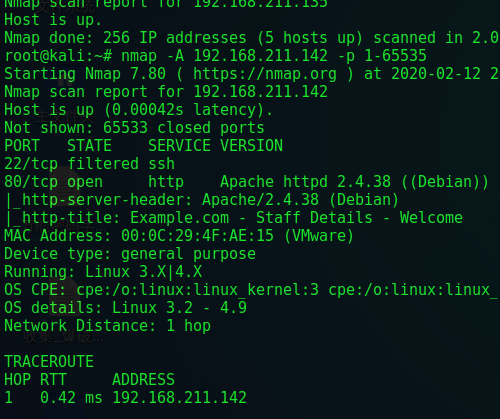 Nmap scan report for 192.168.211.135
Host is up.
Nmap done: 256 IP addresses (5 hosts up) scanned in 2.0
root@kali:~# nmap -A 192.168.211.142 -p 1-65535
Starting Nmap 7.80 ( https://nmap.org ) at 2020-02-12 2
Nmap scan report for 192.168.211.142
Host is up (0.00042s latency).
Not shown: 65533 closed ports
PORT   STATE    SERVICE VERSION
22/tcp filtered ssh
80/tcp open     http    Apache httpd 2.4.38 ((Debian))
|_http-server-header: Apache/2.4.38 (Debian)
|_http-title: Example.com - Staff Details - Welcome
MAC Address: 00:0C:29:4F:AE:15 (VMware)
Device type: general purpose
Running: Linux 3.X|4.X
OS CPE: cpe:/o:linux:linux_kernel:3 cpe:/o:linux:linux_
OS details: Linux 3.2 - 4.9
Network Distance: 1 hop
TRACEROUTE
HOP RTT     ADDRESS
1   0.42 ms 192.168.211.142